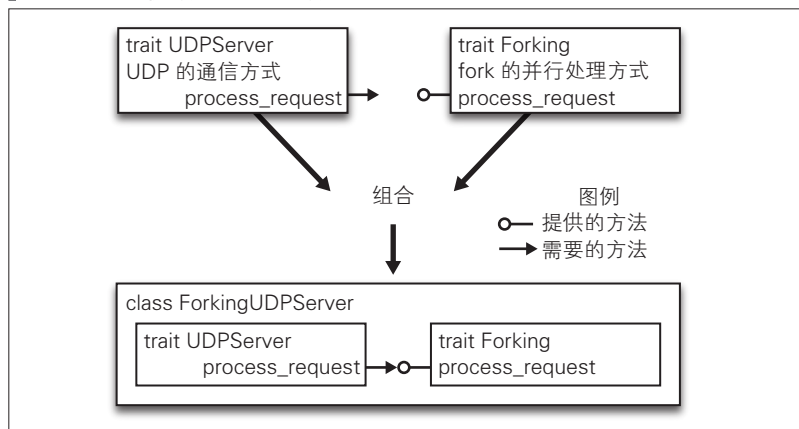 trait UDPServer
UDP 的通信方式
process_request
trait Forking
fork 的并行处理方式
process_request
组合
图例
提供的方法
需要的方法
class ForkingUDPServer
trait UDPServer
process_request
trait Forking
process_request